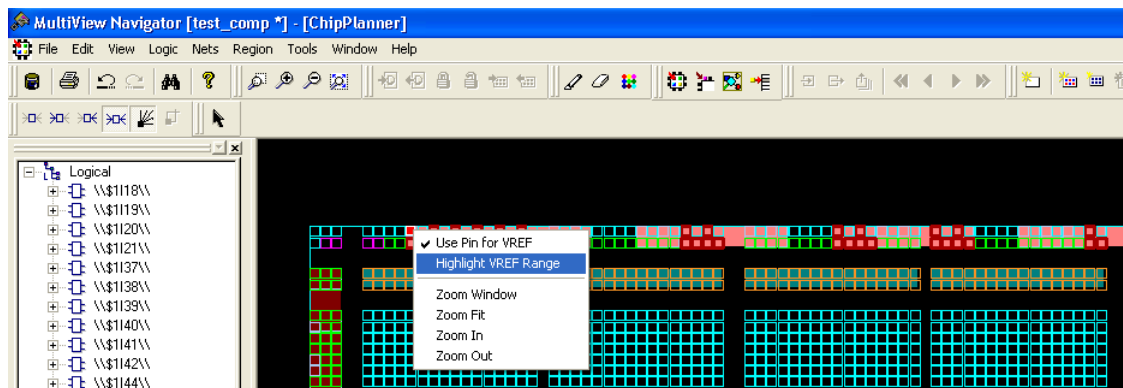 MultiView Navigator [test_comp *] - [ChipPlanner]
File Edit View Logic Nets Region Tools Window Help
Logical
\\$1I18\\
\\$1I19\\
\\$1I20\\
\\$1I21\\
\\$1I37\\
\\$1I38\\
\\$1I39\\
\\$1I40\\
\\$1I41\\
\\$1I42\\
\\$1I44\\
Use Pin for VREF
Highlight VREF Range
Zoom Window
Zoom Fit
Zoom In
Zoom Out